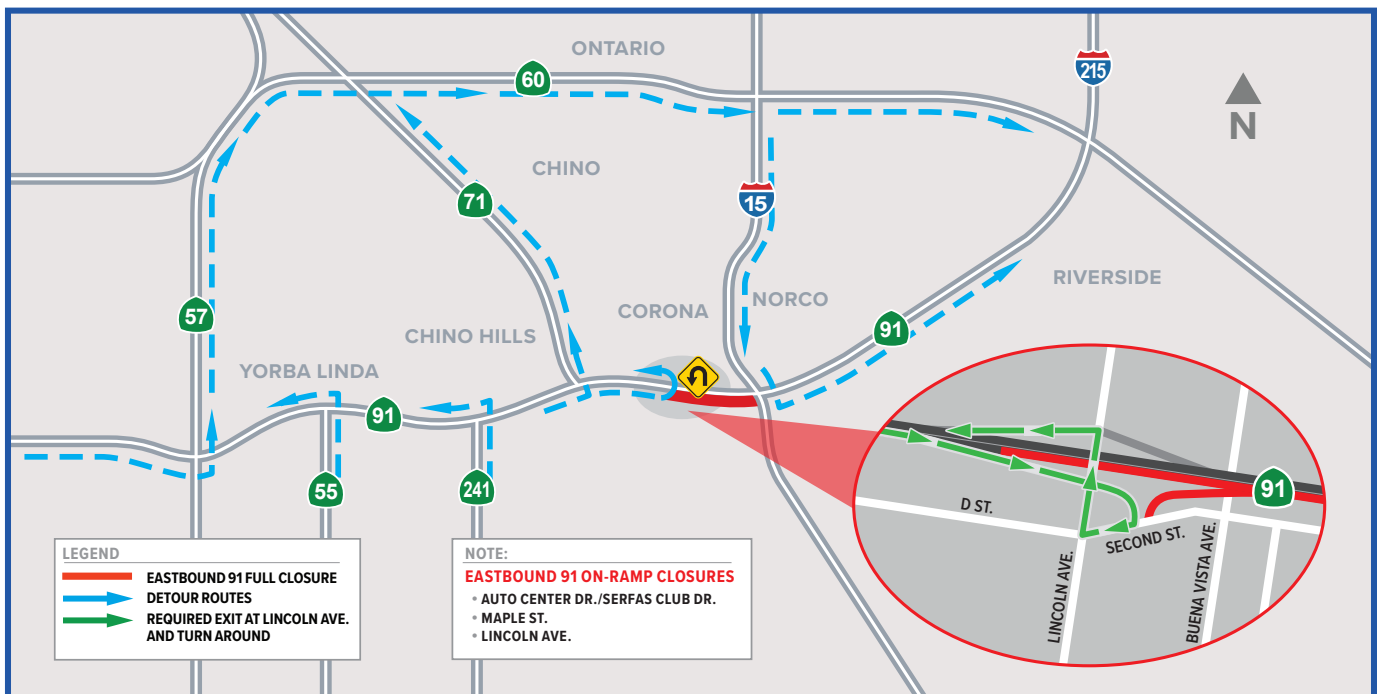 ONTARIO
60
215
N
CHINO
71
15
RIVERSIDE
NORCO
CORONA
57
91
CHINO HILLS
YORBA LINDA
91
55
241
D ST.
SECOND ST.
91
LINCOLN AVE.
BUENA VISTA AVE.
LEGEND
EASTBOUND 91 FULL CLOSURE
DETOUR ROUTES
REQUIRED EXIT AT LINCOLN AVE.
AND TURN AROUND
NOTE:
EASTBOUND 91 ON-RAMP CLOSURES
• AUTO CENTER DR./SERFAS CLUB DR.
• MAPLE ST.
• LINCOLN AVE.